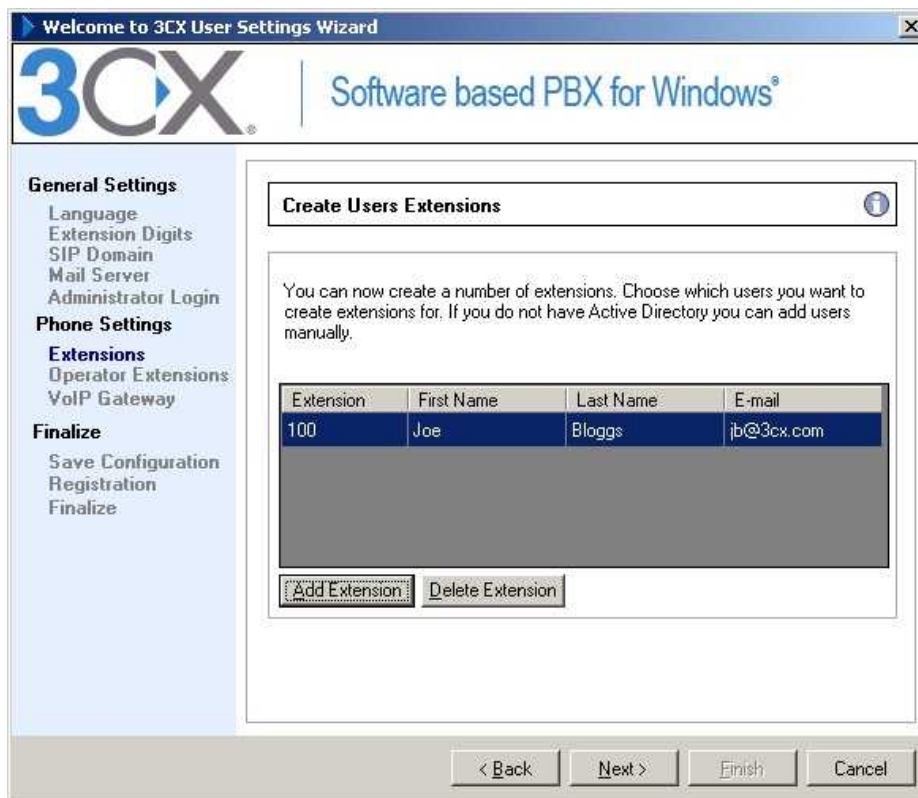 Welcome to 3CX User Settings Wizard
3CX®
Software based PBX for Windows®
General Settings
Language
Extension Digits
SIP Domain
Mail Server
Administrator Login
Phone Settings
Extensions
Operator Extensions
VoIP Gateway
Finalize
Save Configuration
Registration
Finalize
Create Users Extensions
You can now create a number of extensions. Choose which users you want to
create extensions for. If you do not have Active Directory you can add users
manually.
Extension First Name Last Name E-mail
100 Joe Bloggs jb@3cx.com
Add Extension Delete Extension
< Back Next > Finish Cancel